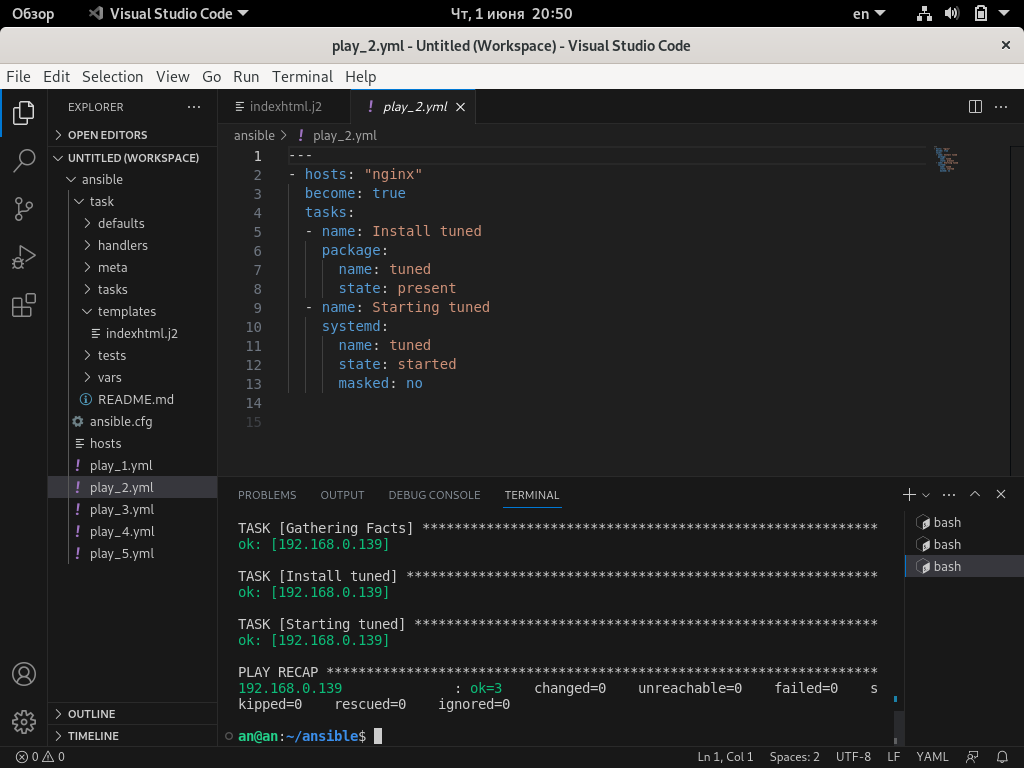 Обзор Visual Studio Code Чт, 1 июня 20:50 en
play_2.yml - Untitled (Workspace) - Visual Studio Code
File Edit Selection View Go Run Terminal Help
EXPLORER
OPEN EDITORS
UNTITLED (WORKSPACE)
ansible
task
defaults
handlers
meta
tasks
templates
indexhtml.j2
tests
vars
README.md
ansible.cfg
hosts
play_1.yml
play_2.yml
play_3.yml
play_4.yml
play_5.yml
OUTLINE
TIMELINE
indexhtml.j2 ! play_2.yml
ansible > ! play_2.yml
1 ---
2 - hosts: "nginx"
3 become: true
4 tasks:
5 - name: Install tuned
6 package:
7 name: tuned
8 state: present
9 - name: Starting tuned
10 systemd:
11 name: tuned
12 state: started
13 masked: no
14
15
PROBLEMS OUTPUT DEBUG CONSOLE TERMINAL
TASK [Gathering Facts] *********************************************************
ok: [192.168.0.139]
TASK [Install tuned] ***********************************************************
ok: [192.168.0.139]
TASK [Starting tuned] **********************************************************
ok: [192.168.0.139]
PLAY RECAP *********************************************************************
192.168.0.139 : ok=3 changed=0 unreachable=0 failed=0 s
kipped=0 rescued=0 ignored=0
an@an:~/ansible$
bash
bash
bash
0 0 Ln 1, Col 1 Spaces: 2 UTF-8 LF YAML